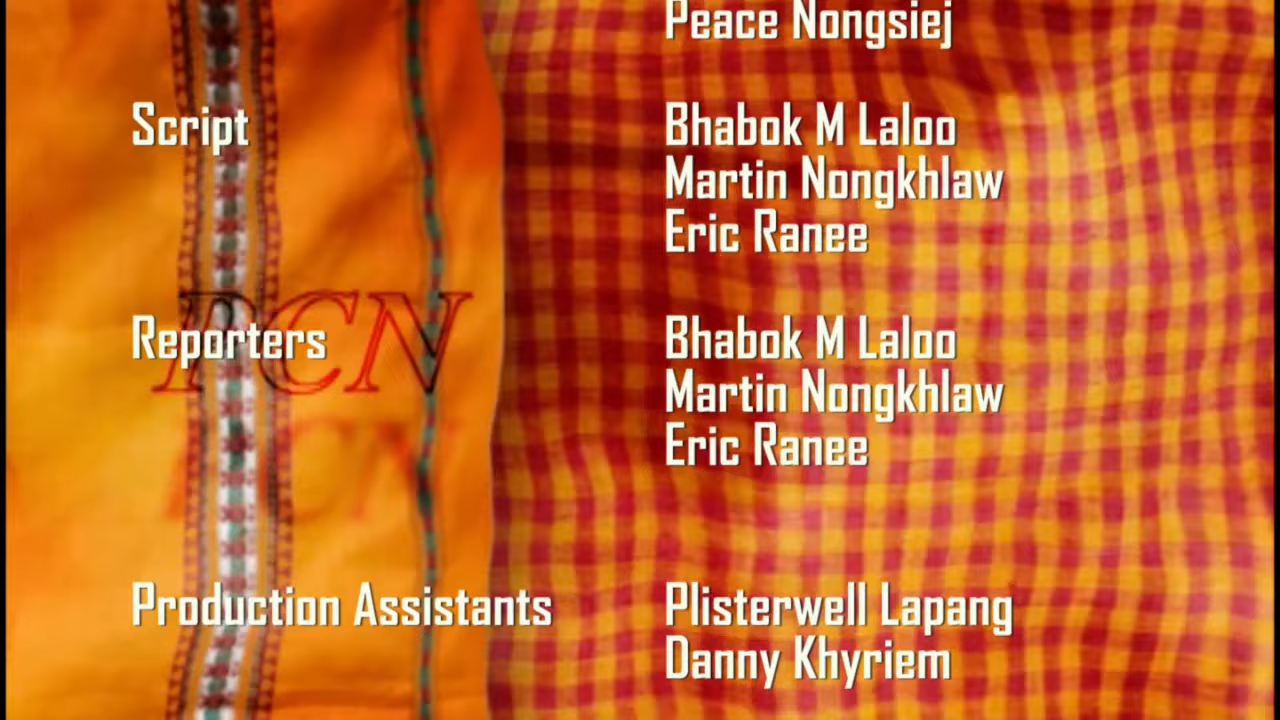 Peace Nongsiej
Script
Bhabok M Laloo
Martin Nongkhlaw
Eric Ranee
PCN
Reporters
Bhabok M Laloo
Martin Nongkhlaw
Eric Ranee
Production Assistants
Plisterwell Lapang
Danny Khyriem